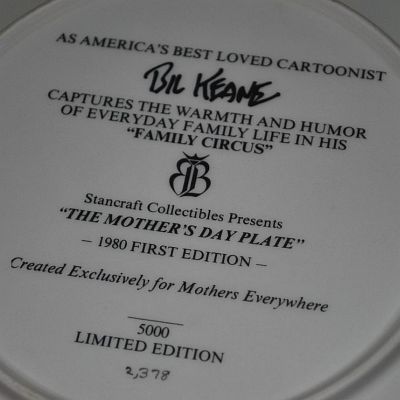 AS AMERICA'S BEST LOVED CARTOONIST
BIL KEANE
CAPTURES THE WARMTH AND HUMOR
OF EVERYDAY FAMILY LIFE IN HIS
"FAMILY CIRCUS"
B
Stancraft Collectibles Presents
"THE MOTHER'S DAY PLATE"
– 1980 FIRST EDITION –
Created Exclusively for Mothers Everywhere
5000
LIMITED EDITION
2,378